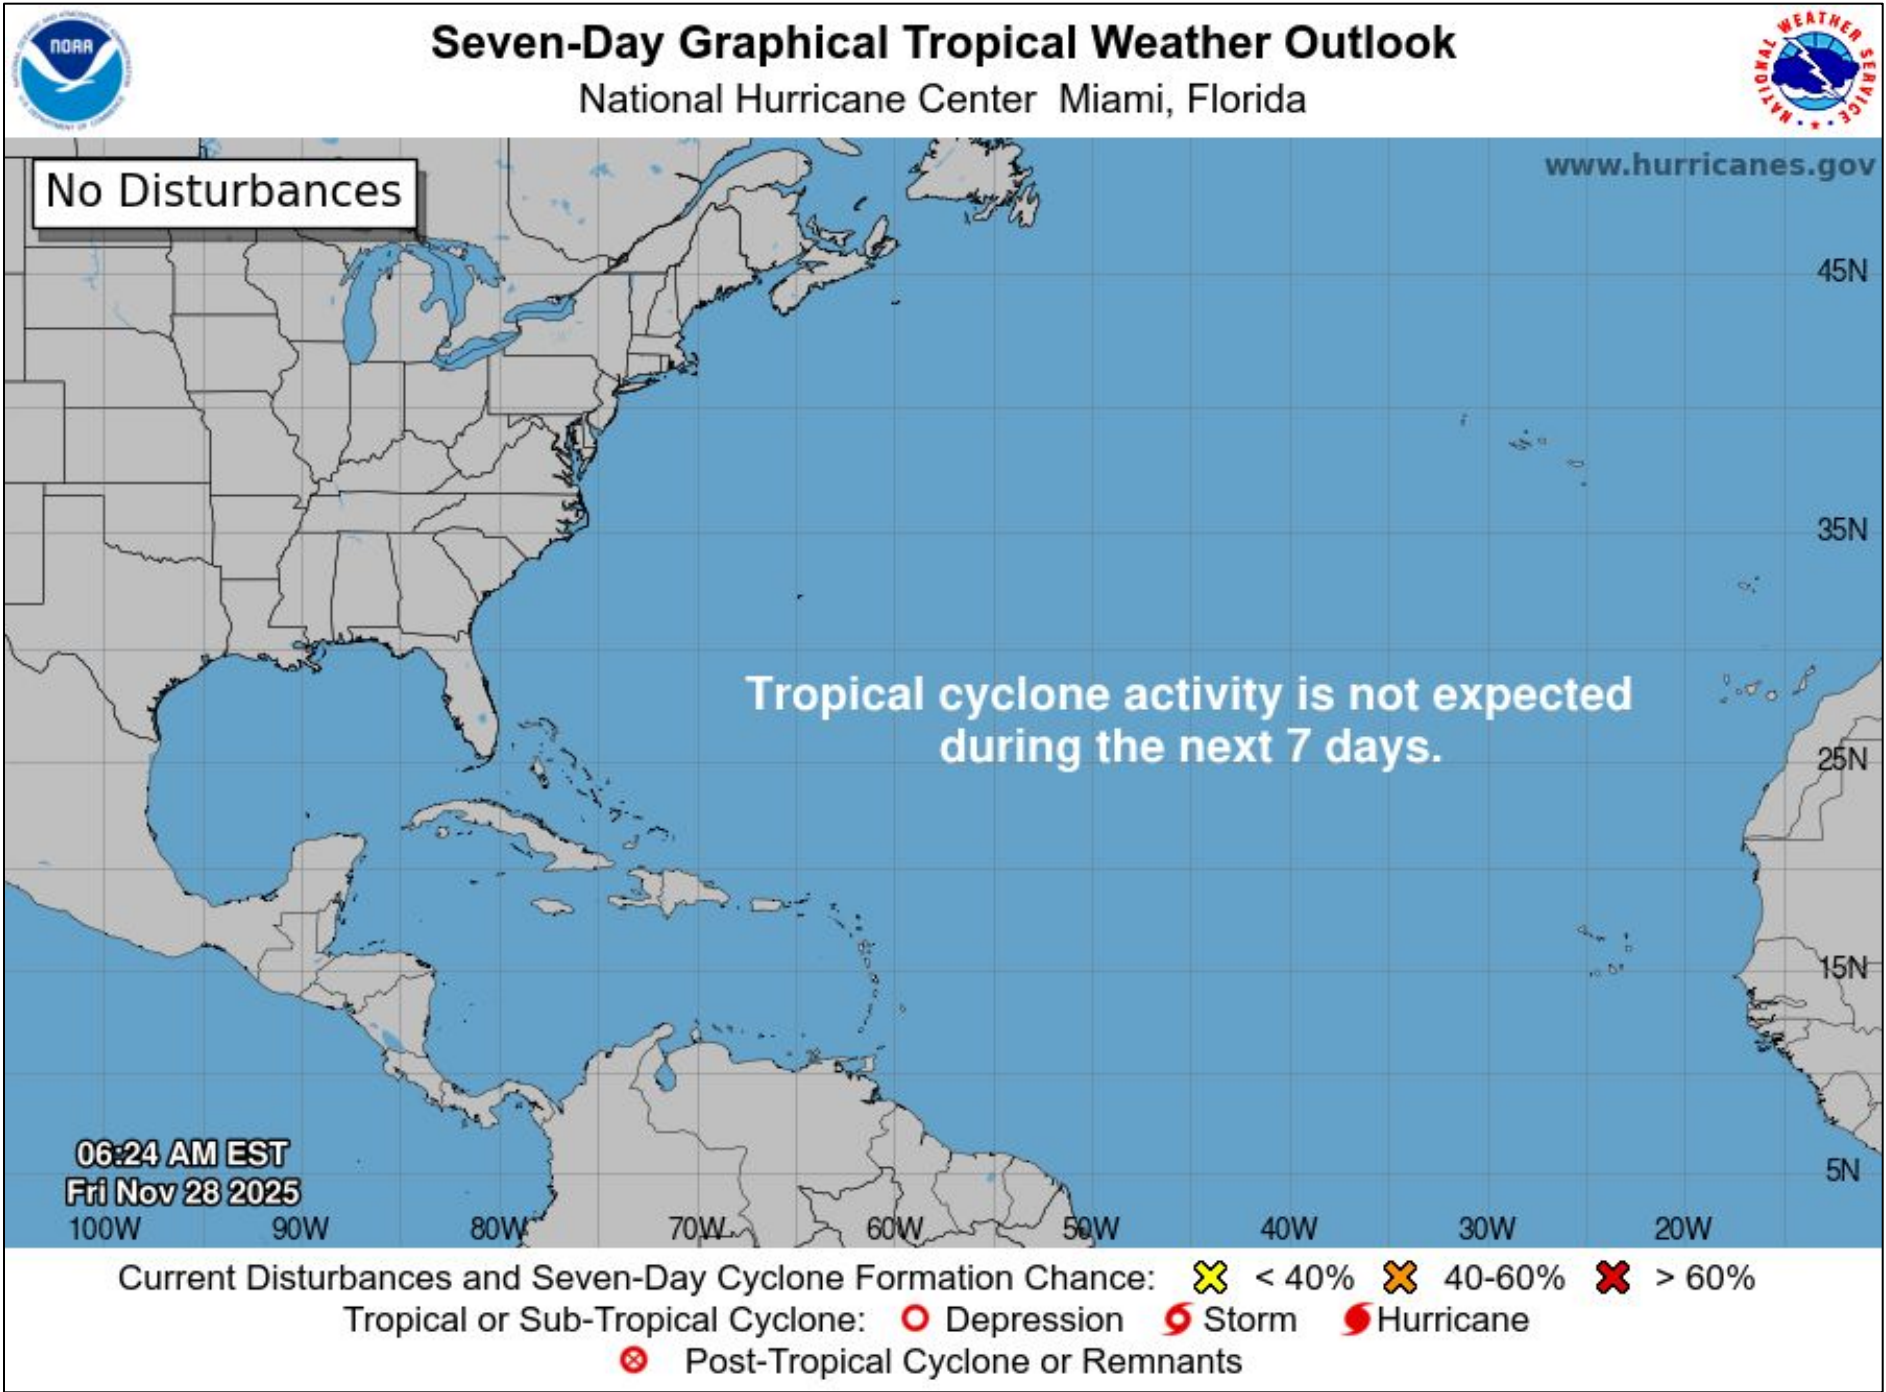 NOAA
NATIONAL WEATHER SERVICE
Seven-Day Graphical Tropical Weather Outlook
National Hurricane Center  Miami, Florida
No Disturbances
www.hurricanes.gov
45N
35N
Tropical cyclone activity is not expected
during the next 7 days.
25N
15N
5N
06:24 AM EST
Fri Nov 28 2025
100W 90W 80W 70W 60W 50W 40W 30W 20W
Current Disturbances and Seven-Day Cyclone Formation Chance: < 40% 40-60% > 60%
Tropical or Sub-Tropical Cyclone: Depression Storm Hurricane
Post-Tropical Cyclone or Remnants